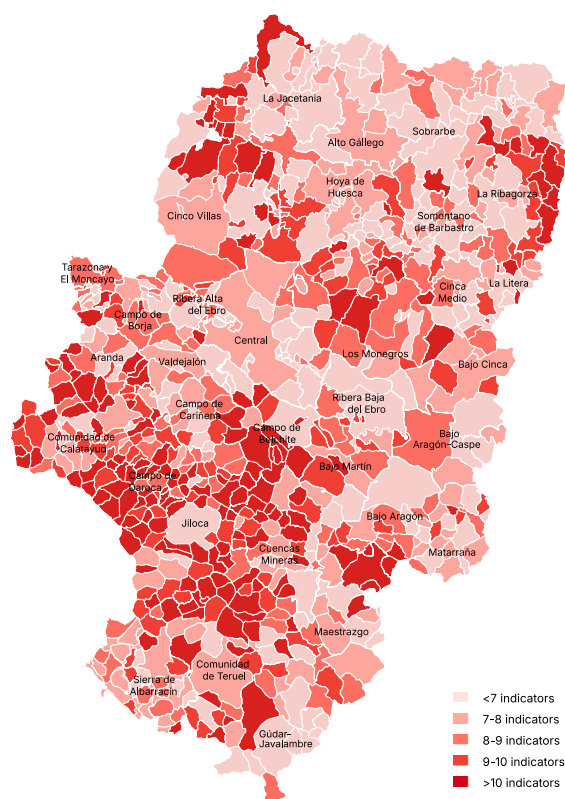 La Jacetania
Alto Gállego
Sobrarbe
Hoya de
Huesca
La Ribagorza
Cinco Villas
Somontano
de Barbastro
Tarazona y
El Moncayo
Ribera Alta
del Ebro
Cinca
Medio
La Litera
Campo de
Borja
Central
Los Monegros
Aranda
Valdejalón
Bajo Cinca
Campo de
Cariñena
Ribera Baja
del Ebro
Comunidad de
Calatayud
Campo de
Belchite
Bajo
Aragón-Caspe
Campo de
Daroca
Bajo Martín
Jiloca
Bajo Aragón
Cuencas
Mineras
Matarraña
Maestrazgo
Comunidad
de Teruel
Sierra de
Albarracín
Gúdar-
Javalambre
<7 indicators
7-8 indicators
8-9 indicators
9-10 indicators
>10 indicators